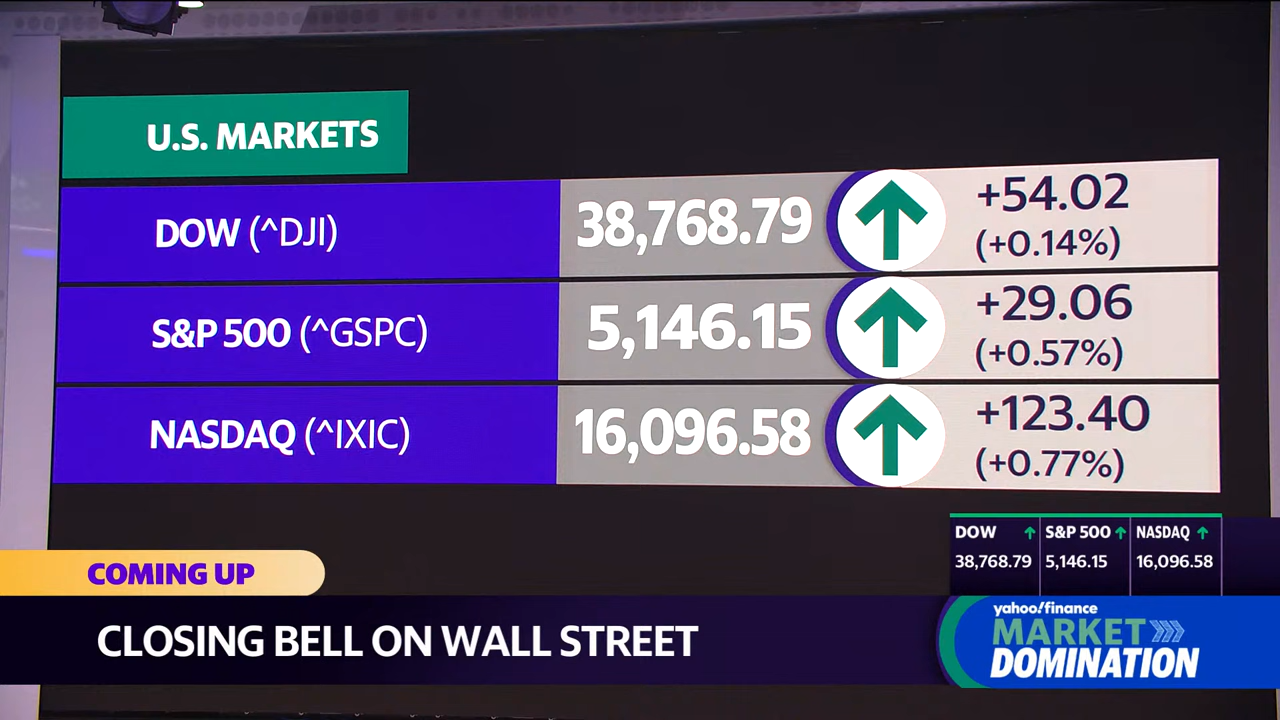 U.S. MARKETS
DOW (^DJI) 38,768.79 +54.02
(+0.14%)
S&P 500 (^GSPC) 5,146.15 +29.06
(+0.57%)
NASDAQ (^IXIC) 16,096.58 +123.40
(+0.77%)
DOW S&P 500 NASDAQ
38,768.79 5,146.15 16,096.58
COMING UP
CLOSING BELL ON WALL STREET
yahoo!finance
MARKET
DOMINATION